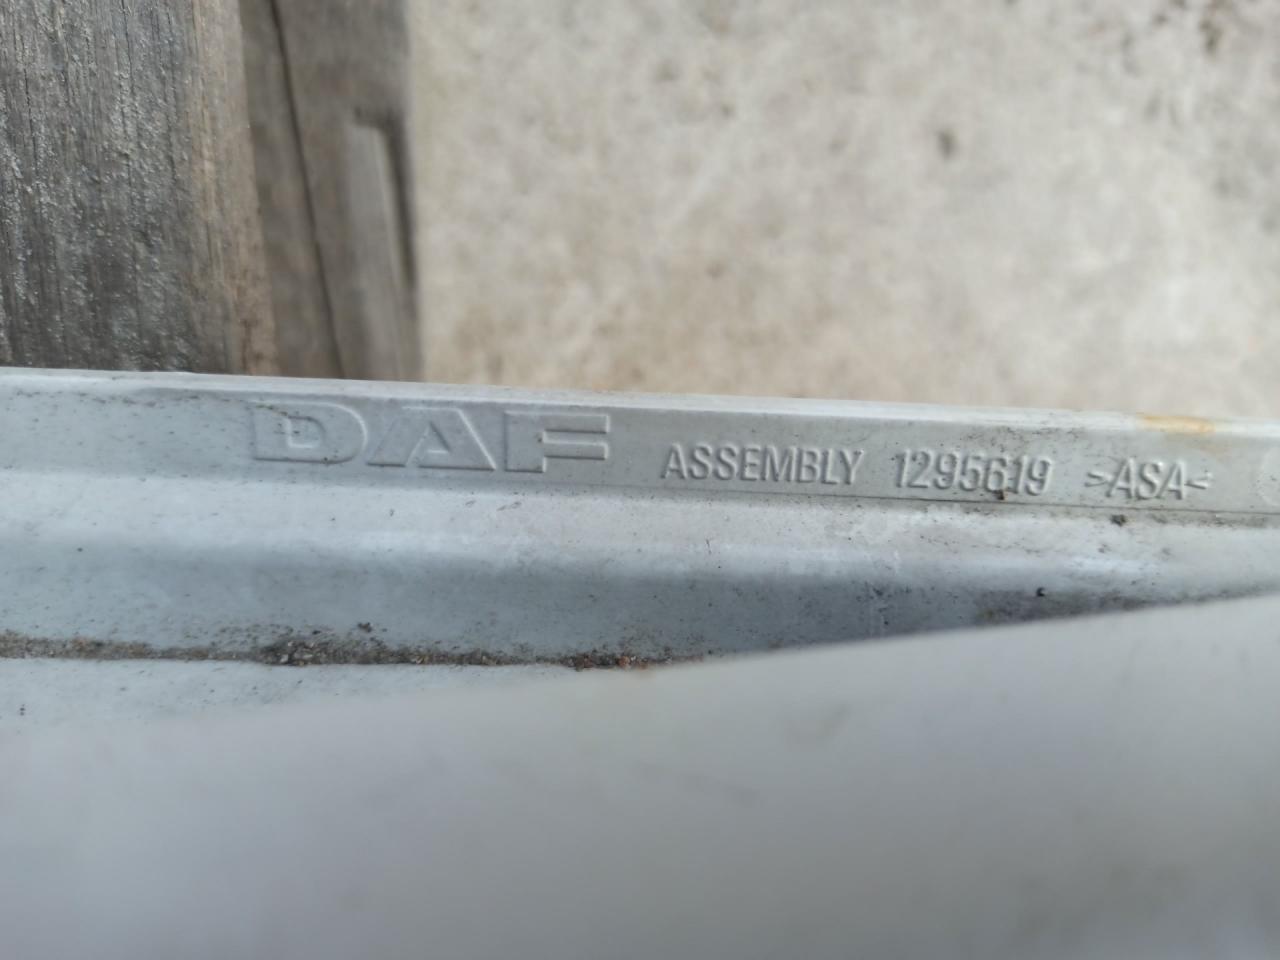 DAF ASSEMBLY 1295619 >ASA<